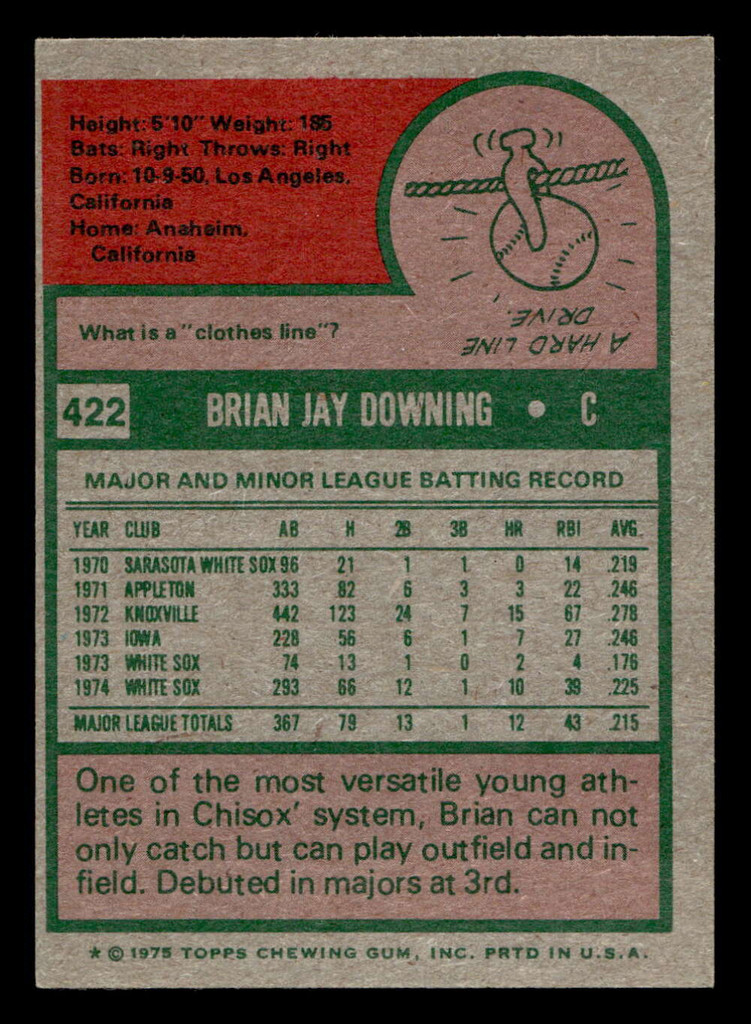 Height: 5'10" Weight: 185
Bats: Right Throws: Right
Born: 10-9-50, Los Angeles,
California
Home: Anaheim,
California
What is a "clothes line"?
A HARD LINE
DRIVE.
422 BRIAN JAY DOWNING • C
MAJOR AND MINOR LEAGUE BATTING RECORD
YEAR CLUB AB H 2B 3B HR RBI AVG.
1970 SARASOTA WHITE SOX 96 21 1 1 0 14 .219
1971 APPLETON 333 82 6 3 3 22 .246
1972 KNOXVILLE 442 123 24 7 15 67 .278
1973 IOWA 228 56 6 1 7 27 .246
1973 WHITE SOX 74 13 1 0 2 4 .176
1974 WHITE SOX 293 66 12 1 10 39 .225
MAJOR LEAGUE TOTALS 367 79 13 1 12 43 .215
One of the most versatile young ath-
letes in Chisox' system, Brian can not
only catch but can play outfield and in-
field. Debuted in majors at 3rd.
* © 1975 TOPPS CHEWING GUM, INC. PRTD IN U.S.A.